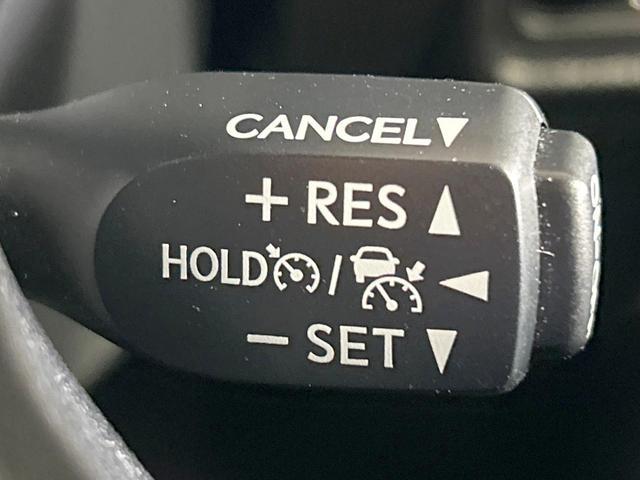 CANCEL▼
+ RES ▲
HOLD / ◀
− SET ▼